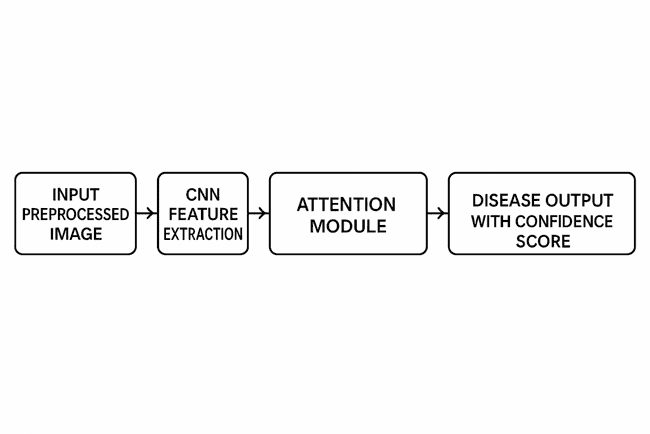 INPUT
PREPROCESSED
IMAGE
CNN
FEATURE
EXTRACTION
ATTENTION
MODULE
DISEASE OUTPUT
WITH CONFIDENCE
SCORE